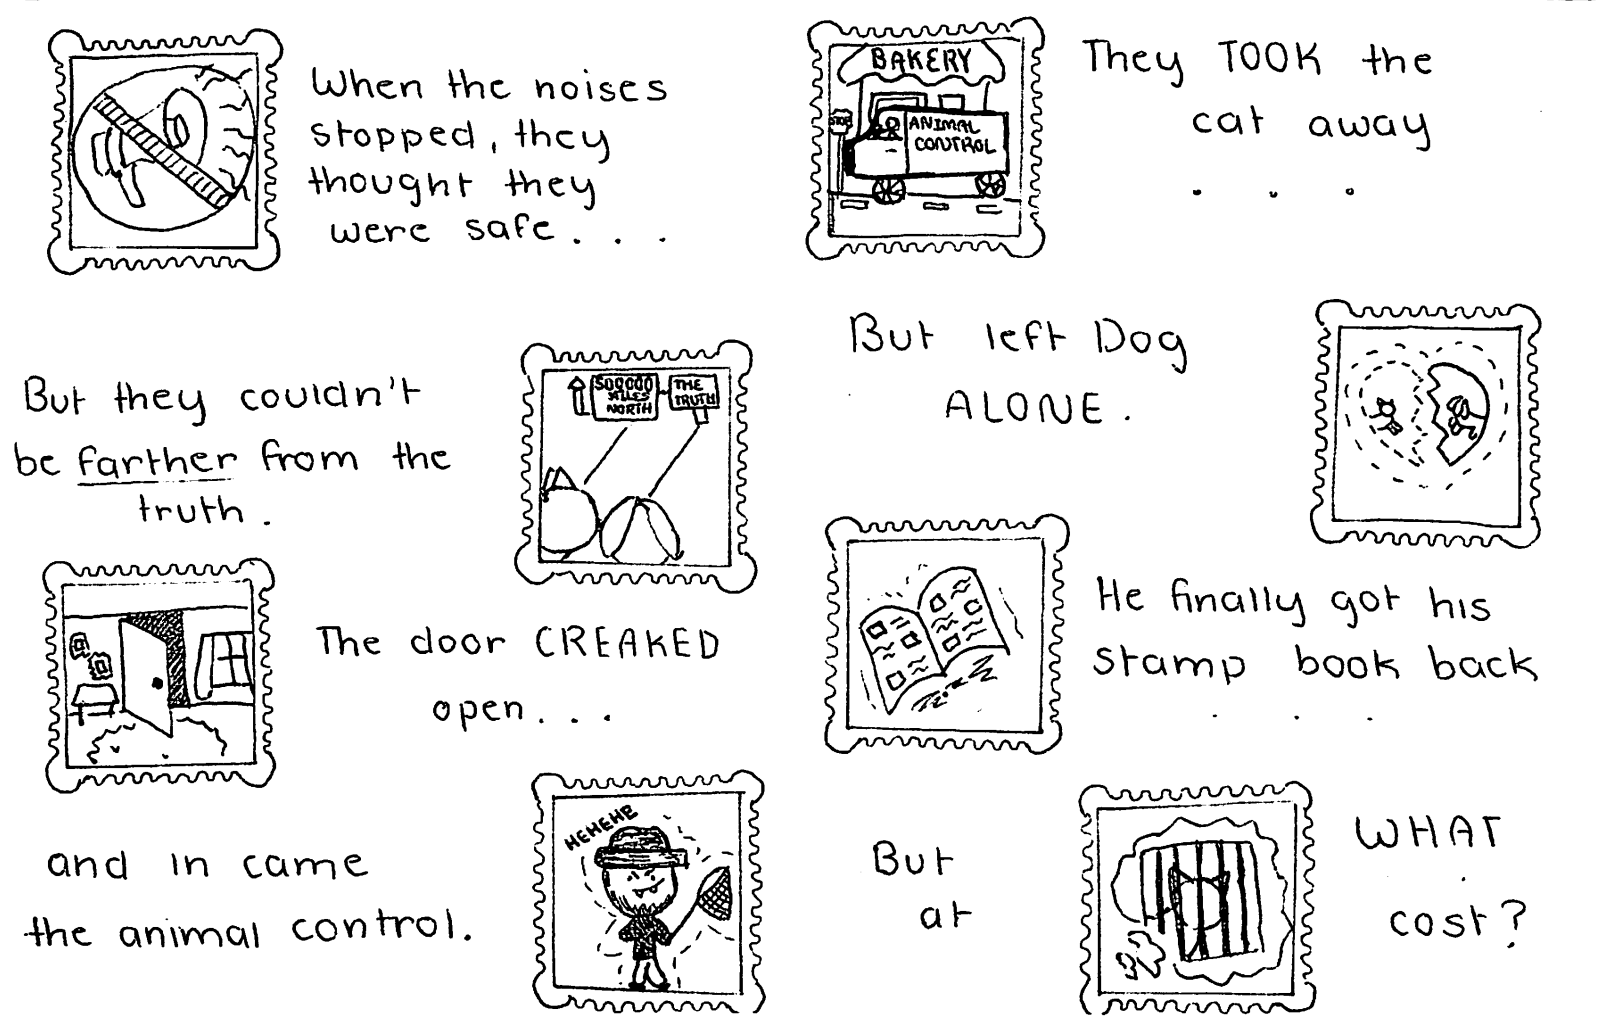 When the noises
stopped, they
thought they
were safe...
But they couldn't
be farther from the
truth.
500000
MILES
NORTH
THE
TRUTH
The door CREAKED
open...
and in came
the animal control.
HEHEHE
BAKERY
STOP
ANIMAL
CONTROL
They TOOK the
cat away
...
But left Dog
ALONE.
He finally got his
stamp book back
...
But
at
WHAT
cost?